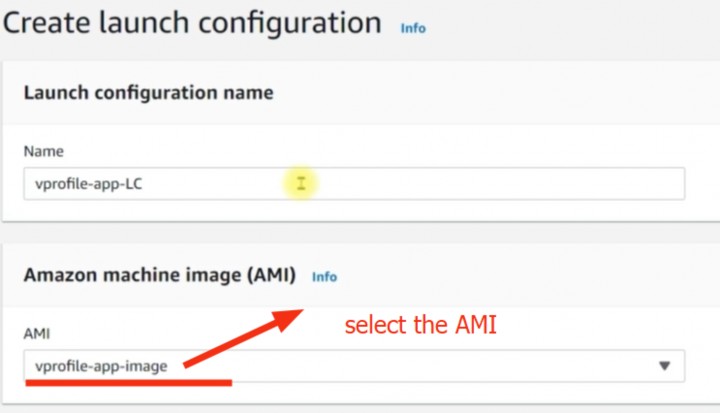 Create launch configuration Info
Launch configuration name
Name
vprofile-app-LC
Amazon machine image (AMI) Info
select the AMI
AMI
vprofile-app-image